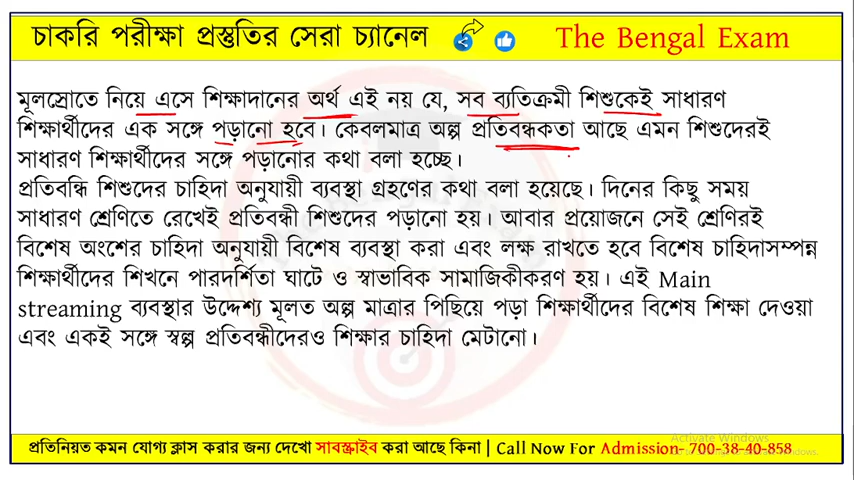 চাকরি পরীক্ষা প্রস্তুতির সেরা চ্যানেল The Bengal Exam
মূলস্রোতে নিয়ে এসে শিক্ষাদানের অর্থ এই নয় যে, সব ব্যতিক্রমী শিশুকেই সাধারণ
শিক্ষার্থীদের এক সঙ্গে পড়ানো হবে। কেবলমাত্র অল্প প্রতিবন্ধকতা আছে এমন শিশুদেরই
সাধারণ শিক্ষার্থীদের সঙ্গে পড়ানোর কথা বলা হচ্ছে।
প্রতিবন্ধি শিশুদের চাহিদা অনুযায়ী ব্যবস্থা গ্রহণের কথা বলা হয়েছে। দিনের কিছু সময়
সাধারণ শ্রেণিতে রেখেই প্রতিবন্ধী শিশুদের পড়ানো হয়। আবার প্রয়োজনে সেই শ্রেণিরই
বিশেষ অংশের চাহিদা অনুযায়ী বিশেষ ব্যবস্থা করা এবং লক্ষ রাখতে হবে বিশেষ চাহিদাসম্পন্ন
শিক্ষার্থীদের শিখনে পারদর্শিতা ঘাটে ও স্বাভাবিক সামাজিকীকরণ হয়। এই Main
streaming ব্যবস্থার উদ্দেশ্য মূলত অল্প মাত্রার পিছিয়ে পড়া শিক্ষার্থীদের বিশেষ শিক্ষা দেওয়া
এবং একই সঙ্গে স্বল্প প্রতিবন্ধীদেরও শিক্ষার চাহিদা মেটানো।
প্রতিনিয়ত কমন যোগ্য ক্লাস করার জন্য দেখো সাবস্ক্রাইব করা আছে কিনা | Call Now For Admission- 700-38-40-858
Activate Windows